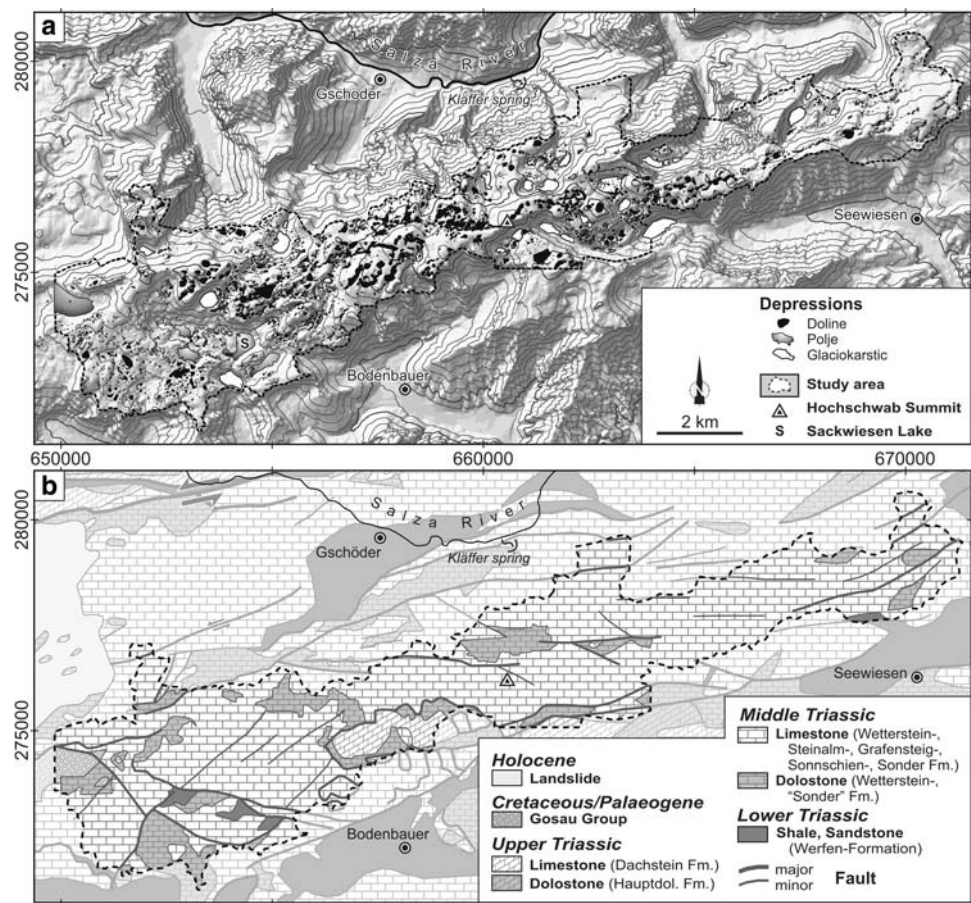 a
280000
275000
Salza River
Gschöder
Kläffer spring
Seewiesen
S
Bodenbauer
Depressions
Doline
Polje
Glaciokarstic
Study area
Hochschwab Summit
S Sackwiesen Lake
2 km
650000 660000 670000
b
280000
275000
Salza River
Gschöder
Kläffer spring
Seewiesen
Bodenbauer
Holocene
Landslide
Cretaceous/Palaeogene
Gosau Group
Upper Triassic
Limestone (Dachstein Fm.)
Dolostone (Hauptdol. Fm.)
Middle Triassic
Limestone (Wetterstein-,
Steinalm-, Grafensteig-,
Sonnschien-, Sonder Fm.)
Dolostone (Wetterstein-,
"Sonder" Fm.)
Lower Triassic
Shale, Sandstone
(Werfen-Formation)
major
minor Fault